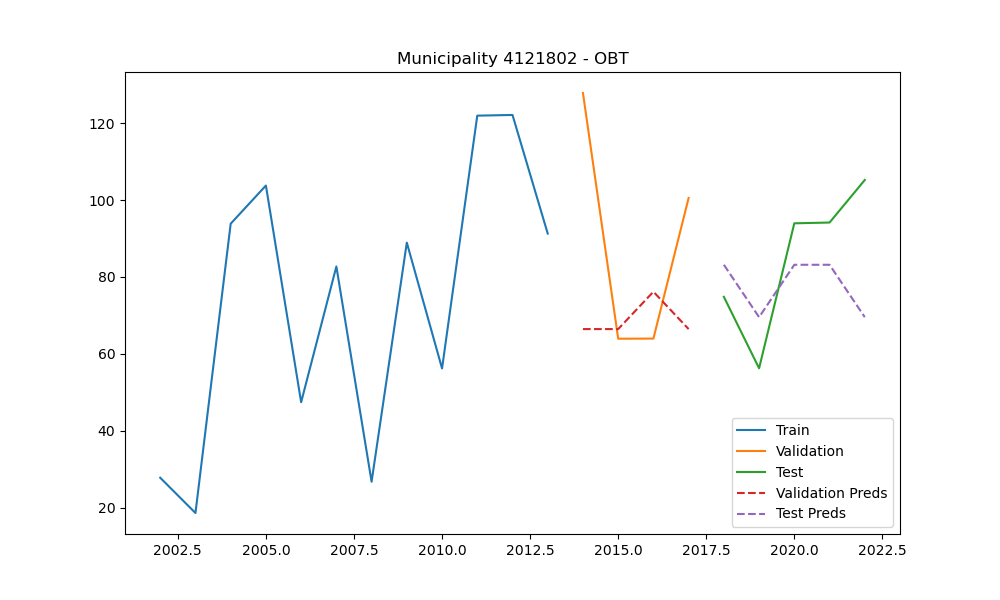 Municipality 4121802 - OBT
120
100
80
60
40
20
2002.5 2005.0 2007.5 2010.0 2012.5 2015.0 2017.5 2020.0 2022.5
Train
Validation
Test
Validation Preds
Test Preds